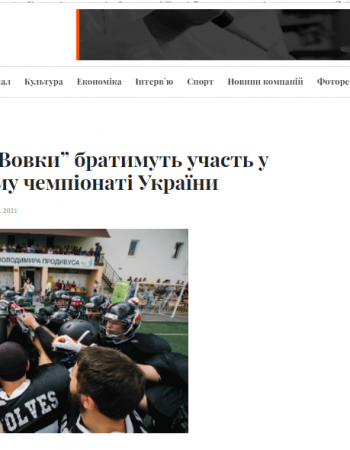 ал Культура Економіка Інтерв`ю Спорт Новини компаній Фоторе
Вовки” братимуть участь у
му чемпіонаті України
, 2021
ВОЛОДИМИРА ПРОДИВУСА
OLVES